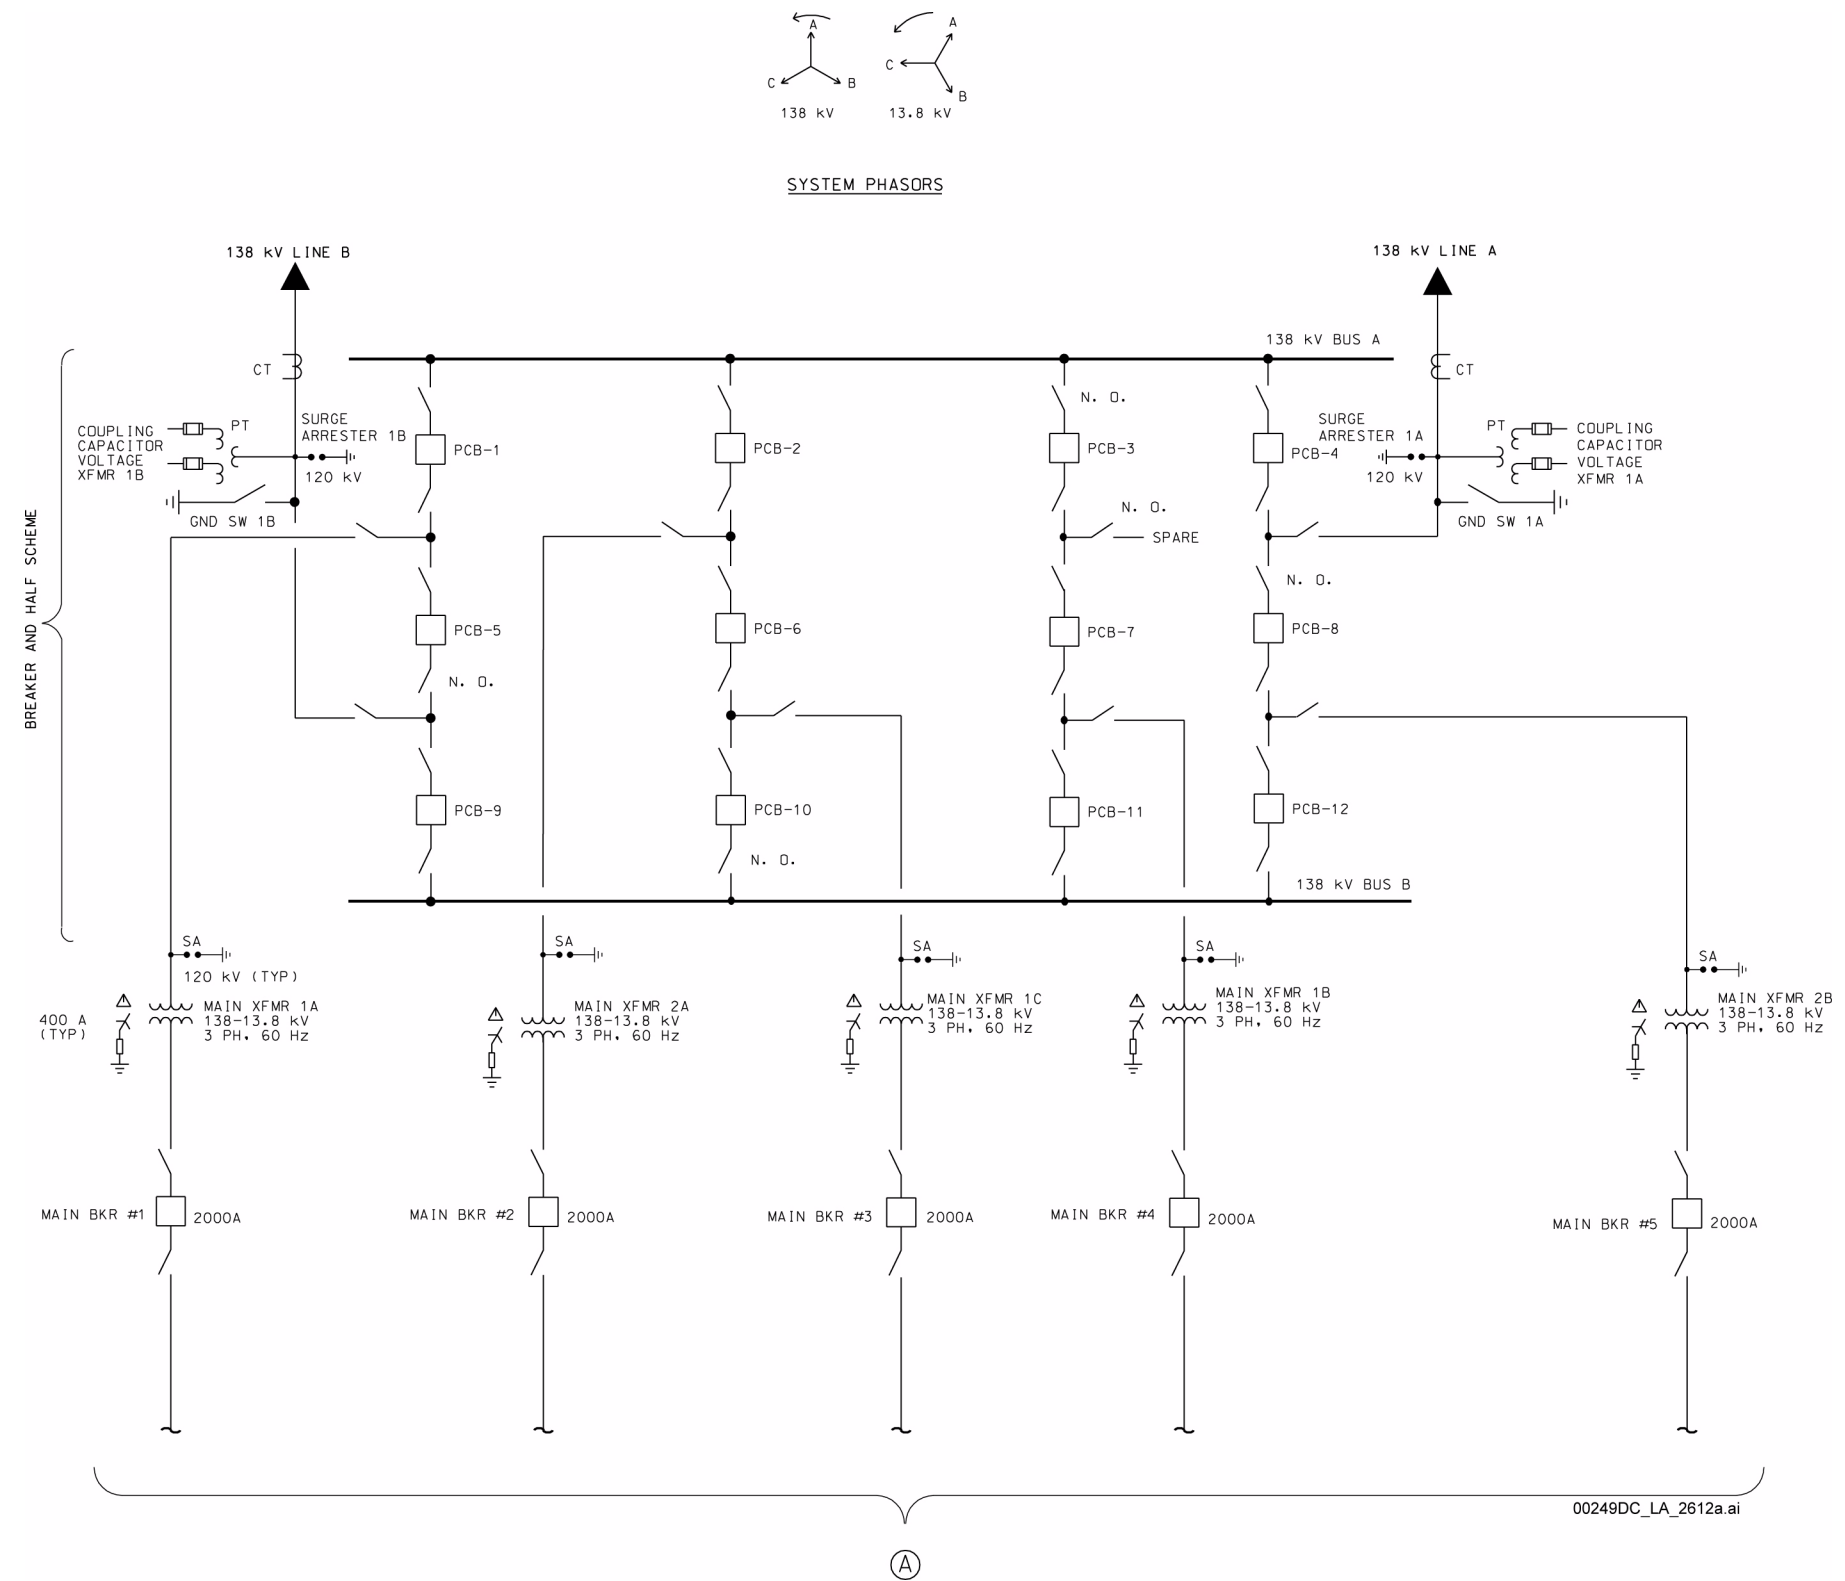 A
C
B
138 kV
A
C
B
13.8 kV
SYSTEM PHASORS
138 kV LINE B
138 kV LINE A
138 kV BUS A
CT
CT
N. O.
COUPLING
CAPACITOR
VOLTAGE
XFMR 1B
PT
SURGE
ARRESTER 1B
120 kV
GND SW 1B
PCB-1
PCB-2
PCB-3
PCB-4
SURGE
ARRESTER 1A
120 kV
PT
COUPLING
CAPACITOR
VOLTAGE
XFMR 1A
GND SW 1A
N. O.
SPARE
N. O.
BREAKER AND HALF SCHEME
PCB-5
PCB-6
PCB-7
PCB-8
N. O.
PCB-9
PCB-10
PCB-11
PCB-12
N. O.
138 kV BUS B
SA
120 kV (TYP)
SA
SA
SA
SA
400 A
(TYP)
MAIN XFMR 1A
138-13.8 kV
3 PH, 60 Hz
MAIN XFMR 2A
138-13.8 kV
3 PH, 60 Hz
MAIN XFMR 1C
138-13.8 kV
3 PH, 60 Hz
MAIN XFMR 1B
138-13.8 kV
3 PH, 60 Hz
MAIN XFMR 2B
138-13.8 kV
3 PH, 60 Hz
MAIN BKR #1
2000A
MAIN BKR #2
2000A
MAIN BKR #3
2000A
MAIN BKR #4
2000A
MAIN BKR #5
2000A
00249DC_LA_2612a.ai
A